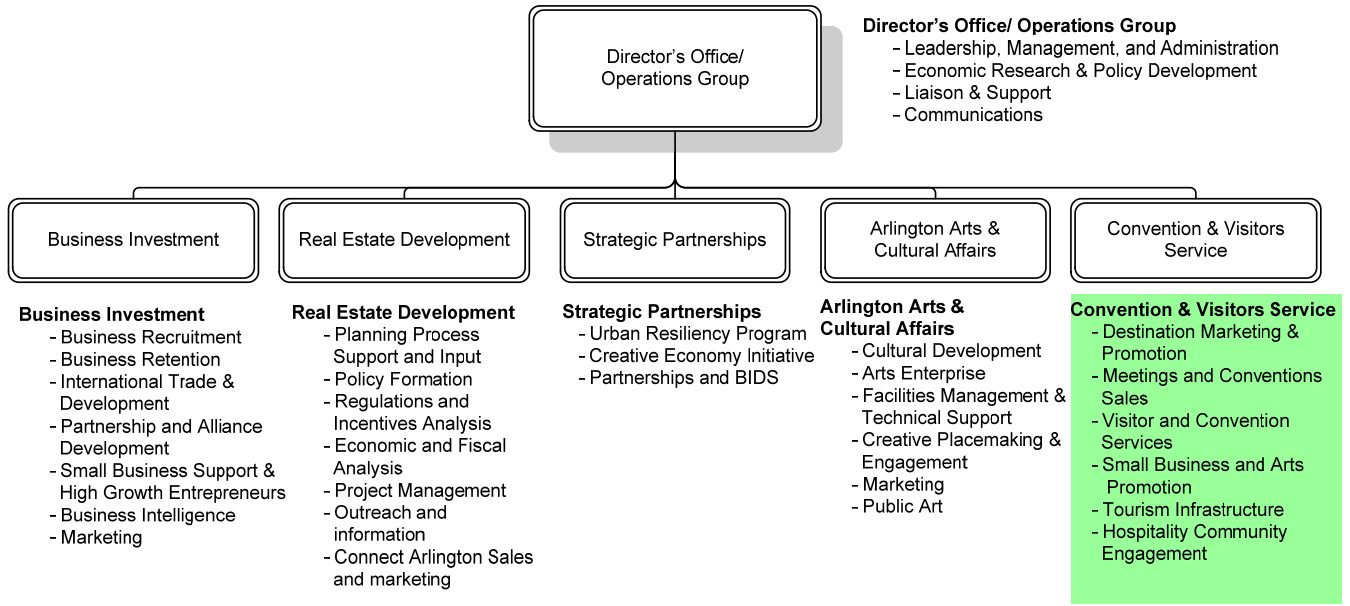 Director's Office/
Operations Group
Director's Office/ Operations Group
- Leadership, Management, and Administration
- Economic Research & Policy Development
- Liaison & Support
- Communications
Business Investment
Real Estate Development
Strategic Partnerships
Arlington Arts &
Cultural Affairs
Convention & Visitors
Service
Business Investment
- Business Recruitment
- Business Retention
- International Trade &
Development
- Partnership and Alliance
Development
- Small Business Support &
High Growth Entrepreneurs
- Business Intelligence
- Marketing
Real Estate Development
- Planning Process
Support and Input
- Policy Formation
- Regulations and
Incentives Analysis
- Economic and Fiscal
Analysis
- Project Management
- Outreach and
information
- Connect Arlington Sales
and marketing
Strategic Partnerships
- Urban Resiliency Program
- Creative Economy Initiative
- Partnerships and BIDS
Arlington Arts &
Cultural Affairs
- Cultural Development
- Arts Enterprise
- Facilities Management &
Technical Support
- Creative Placemaking &
Engagement
- Marketing
- Public Art
Convention & Visitors Service
- Destination Marketing &
Promotion
- Meetings and Conventions
Sales
- Visitor and Convention
Services
- Small Business and Arts
Promotion
- Tourism Infrastructure
- Hospitality Community
Engagement